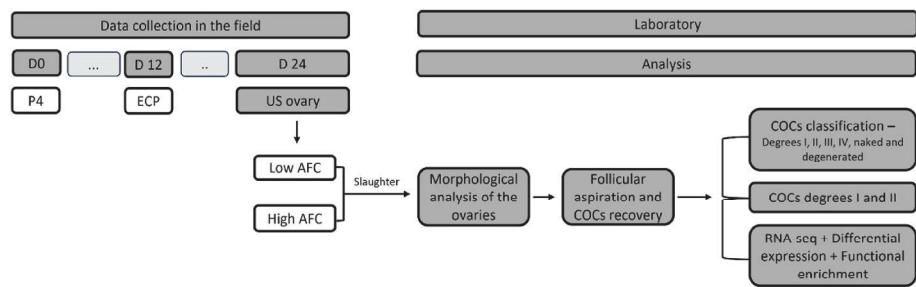 Data collection in the field
Laboratory
D0
...
D 12
..
D 24
Analysis
P4
ECP
US ovary
Low AFC
High AFC
Slaughter
Morphological
analysis of the
ovaries
Follicular
aspiration and
COCs recovery
COCs classification –
Degrees I, II, III, IV, naked and
degenerated
COCs degrees I and II
RNA seq + Differential
expression + Functional
enrichment